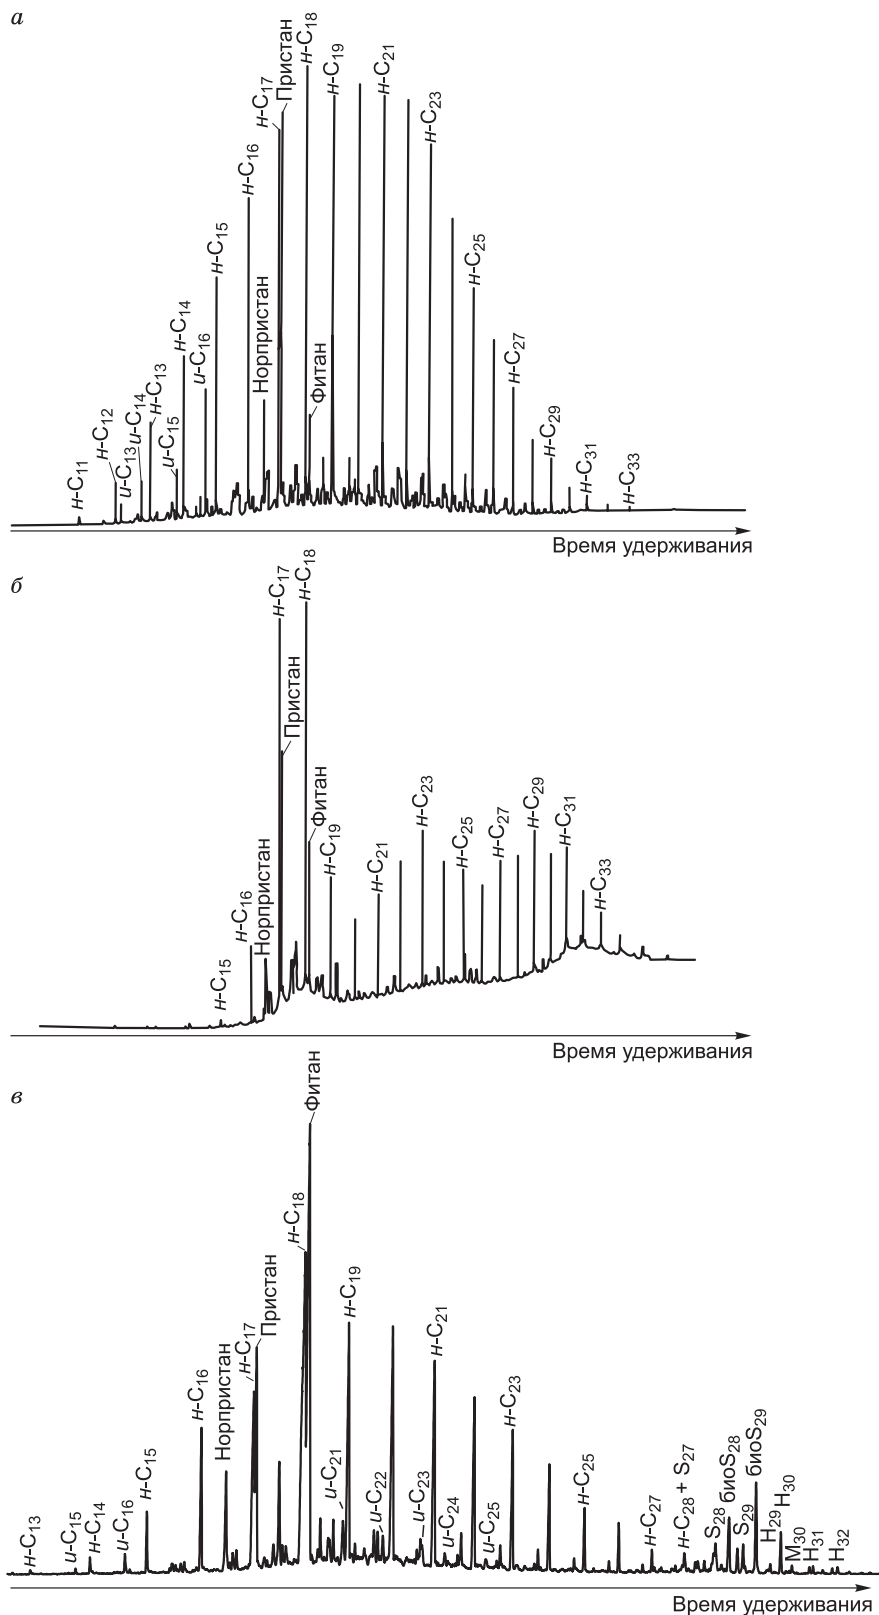 а
н-C11
н-C12
и-C13
и-C14
н-C13
и-C15
н-C14
и-C16
н-C15
н-C16
Норпристан
н-C17
Пристан
н-C18
Фитан
н-C19
н-C21
н-C23
н-C25
н-C27
н-C29
н-C31
н-C33
Время удерживания
б
н-C15
н-C16
Норпристан
н-C17
Пристан
н-C18
Фитан
н-C19
н-C21
н-C23
н-C25
н-C27
н-C29
н-C31
н-C33
Время удерживания
в
н-C13
и-C15
н-C14
и-C16
н-C15
н-C16
Норпристан
н-C17
Пристан
н-C18
Фитан
и-C21
н-C19
и-C22
и-C23
н-C21
и-C24
и-C25
н-C23
н-C25
н-C27
н-C28 + S27
S28
биоS28
S29
биоS29
H29
H30
M30
H31
H32
Время удерживания